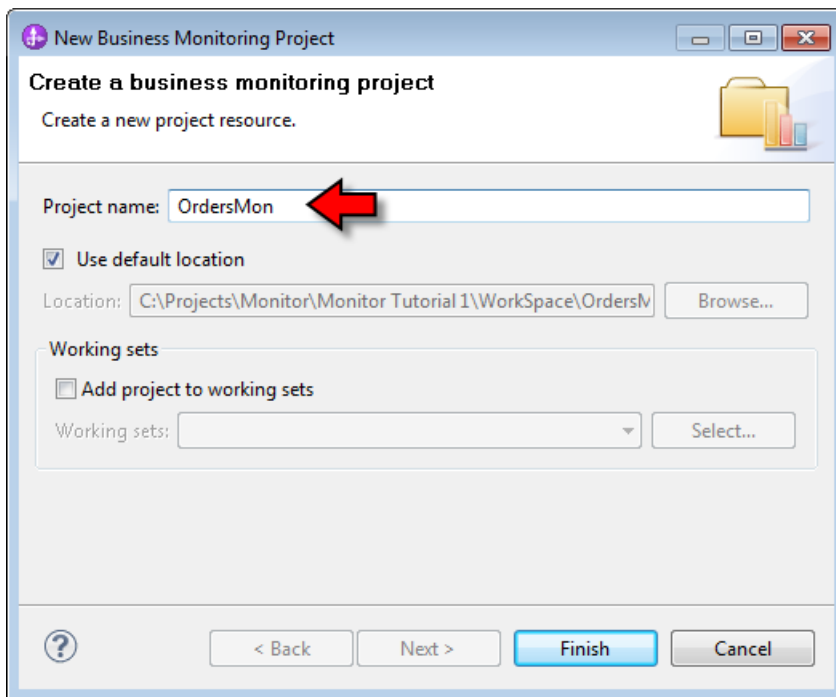 New Business Monitoring Project
Create a business monitoring project
Create a new project resource.
Project name: OrdersMon
Use default location
Location: C:\Projects\Monitor\Monitor Tutorial 1\WorkSpace\OrdersM Browse...
Working sets
Add project to working sets
Working sets: Select...
? < Back Next > Finish Cancel